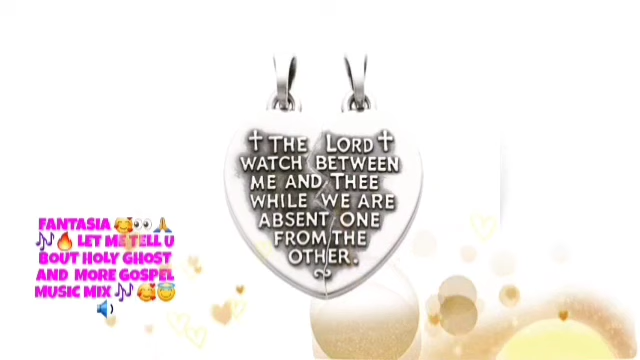 ✝ THE LORD ✝
WATCH BETWEEN
ME AND THEE
WHILE WE ARE
ABSENT ONE
FROM THE
OTHER.
FANTASIA 🥰👀🙏
🎶🔥 LET ME TELL U
BOUT HOLY GHOST
AND MORE GOSPEL
MUSIC MIX 🎶 🥰😇
🔊